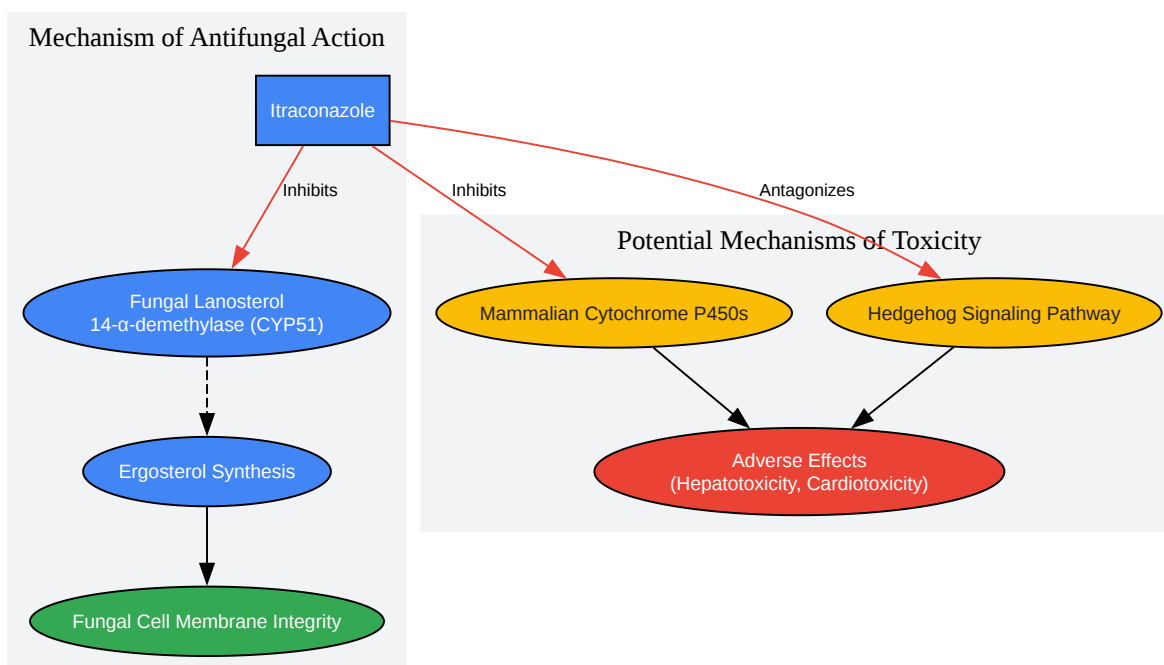 Mechanism of Antifungal Action
Itraconazole
Inhibits
Inhibits
Antagonizes
Potential Mechanisms of Toxicity
Fungal Lanosterol
14-α-demethylase (CYP51)
Mammalian Cytochrome P450s
Hedgehog Signaling Pathway
Ergosterol Synthesis
Adverse Effects
(Hepatotoxicity, Cardiotoxicity)
Fungal Cell Membrane Integrity